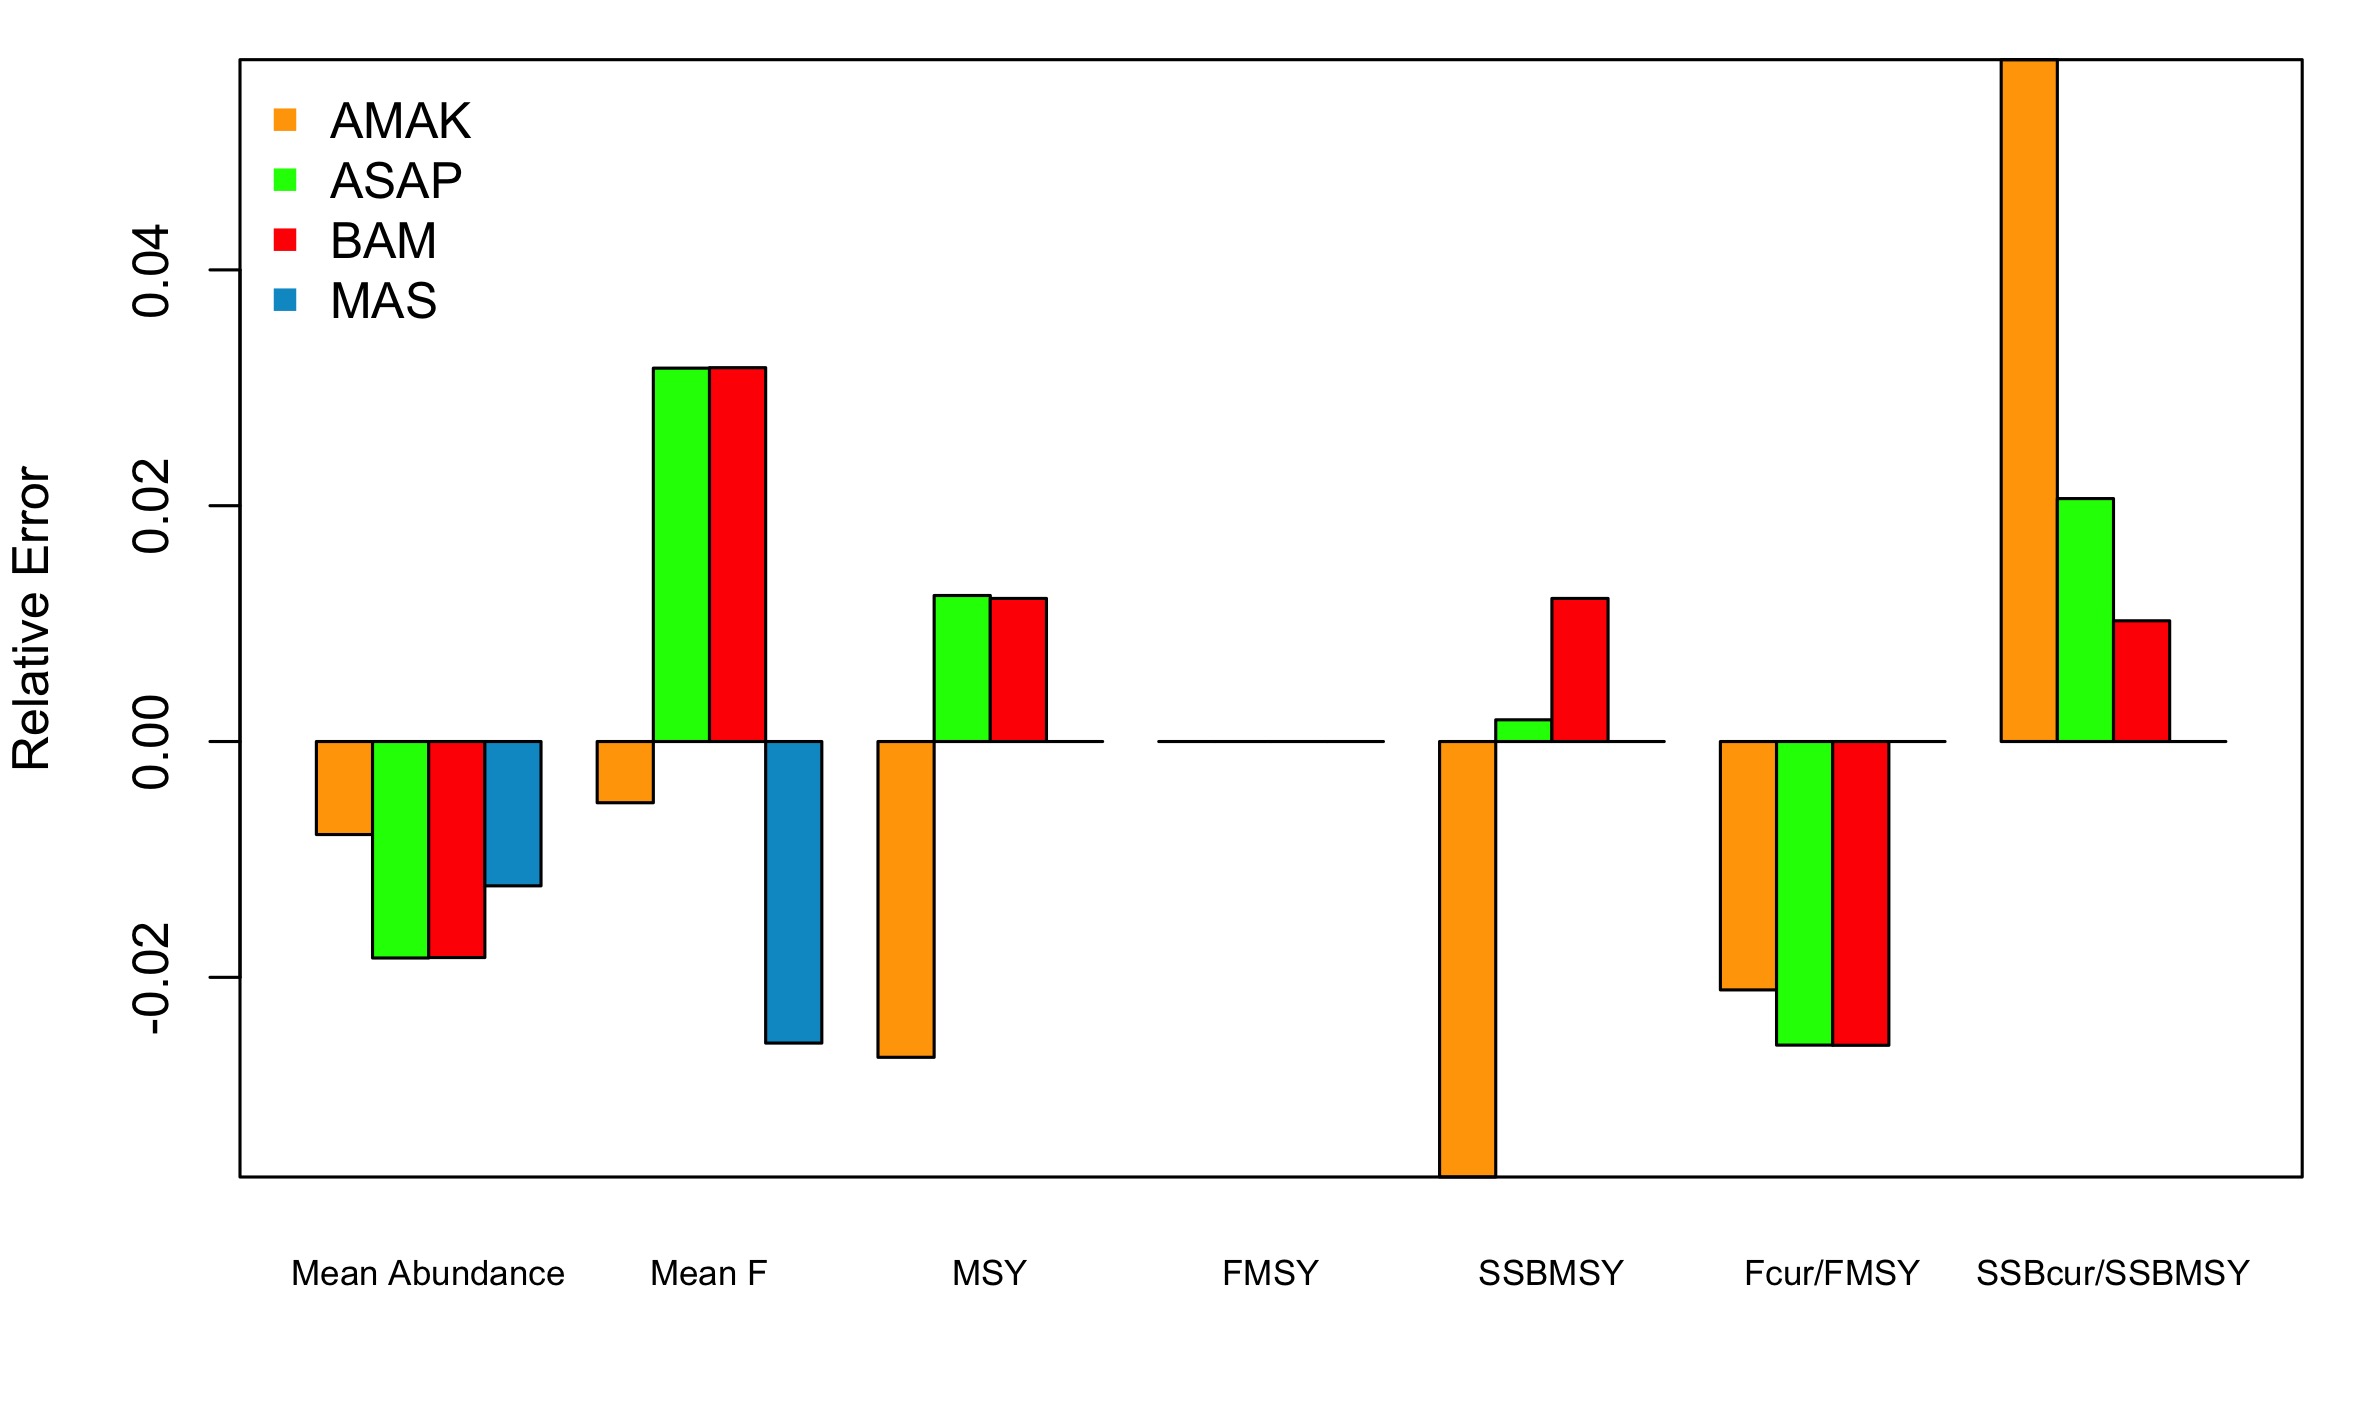 AMAK
ASAP
BAM
MAS
Relative Error
0.04
0.02
0.00
-0.02
Mean Abundance
Mean F
MSY
FMSY
SSBMSY
Fcur/FMSY
SSBcur/SSBMSY